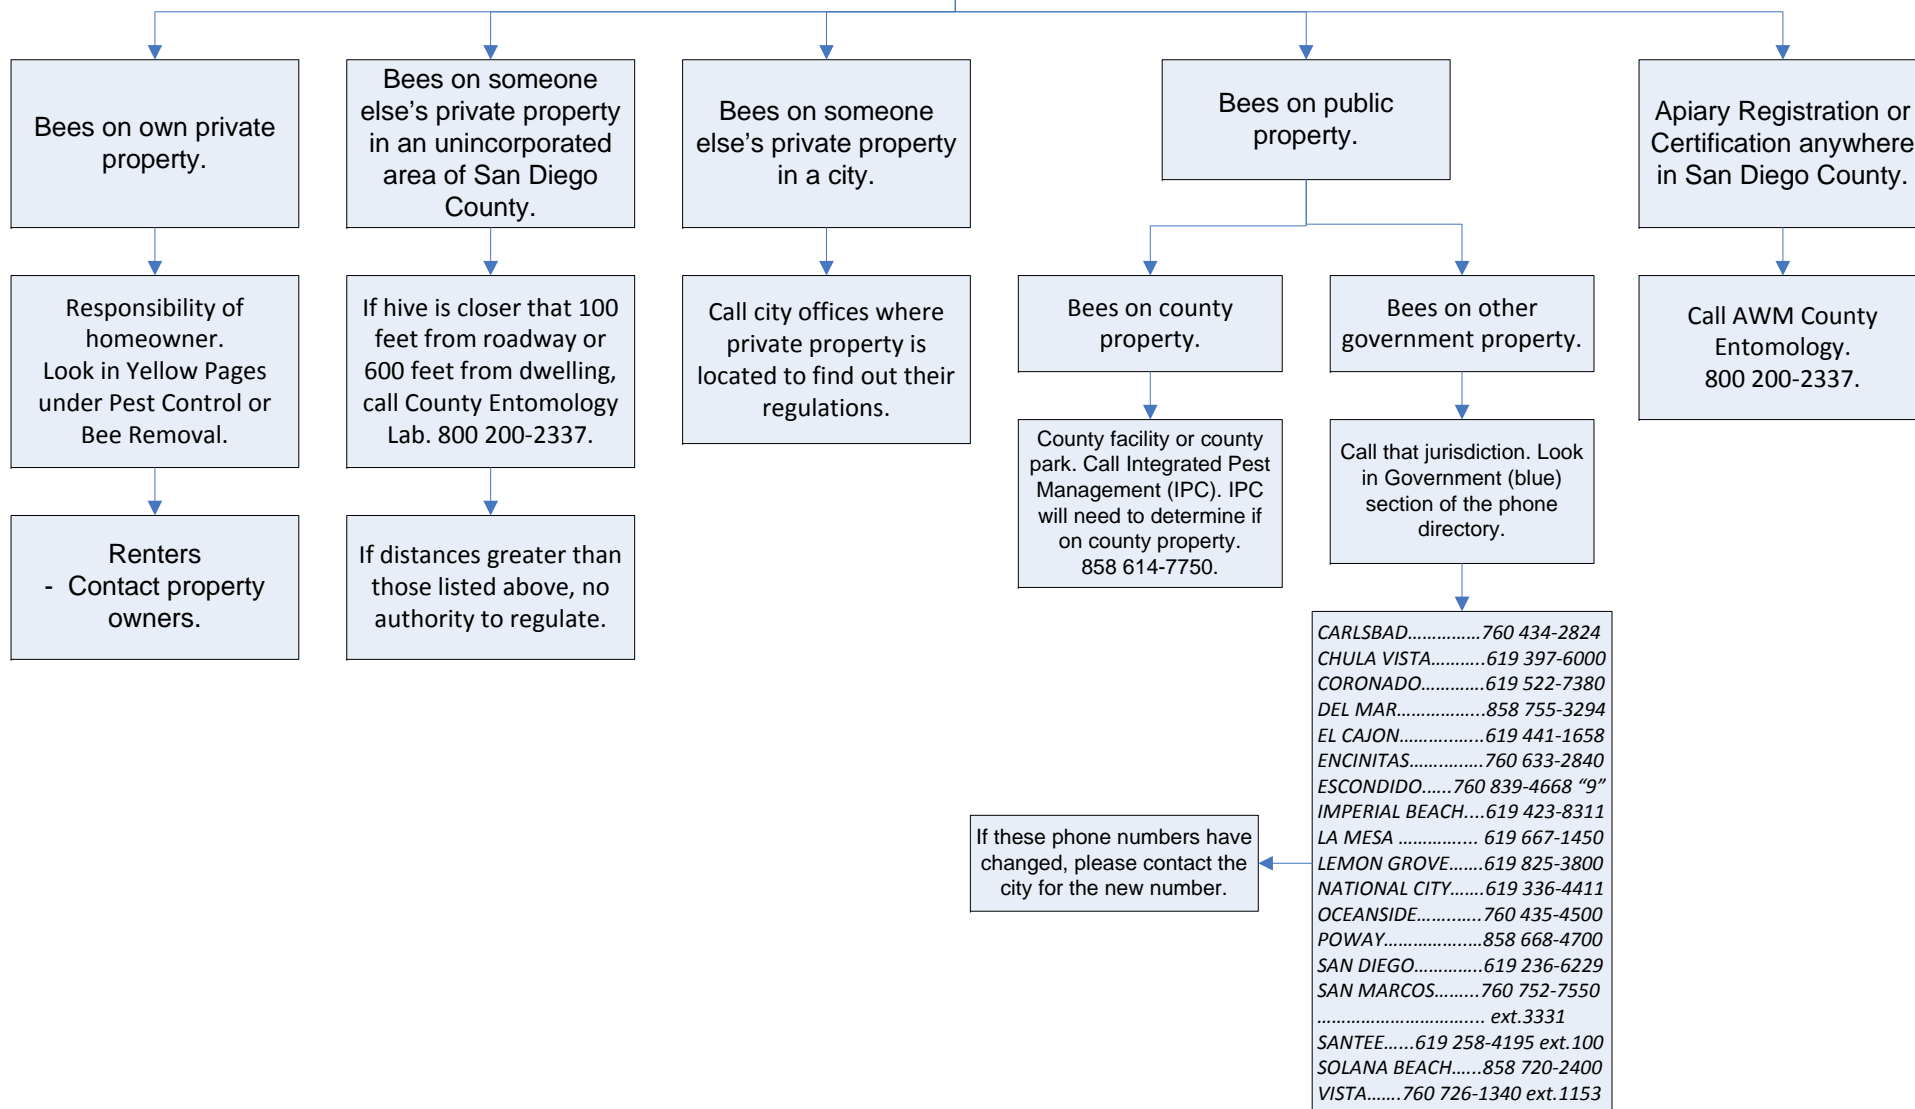 Bees on own private
property.
Responsibility of
homeowner.
Look in Yellow Pages
under Pest Control or
Bee Removal.
Renters
- Contact property
owners.
Bees on someone
else’s private property
in an unincorporated
area of San Diego
County.
If hive is closer that 100
feet from roadway or
600 feet from dwelling,
call County Entomology
Lab. 800 200-2337.
If distances greater than
those listed above, no
authority to regulate.
Bees on someone
else’s private property
in a city.
Call city offices where
private property is
located to find out their
regulations.
Bees on public
property.
Bees on county
property.
County facility or county
park. Call Integrated Pest
Management (IPC). IPC
will need to determine if
on county property.
858 614-7750.
Bees on other
government property.
Call that jurisdiction. Look
in Government (blue)
section of the phone
directory.
CARLSBAD……………760 434-2824
CHULA VISTA………..619 397-6000
CORONADO………….619 522-7380
DEL MAR……………...858 755-3294
EL CAJON……….…….619 441-1658
ENCINITAS…….…..….760 633-2840
ESCONDIDO…...760 839-4668 “9”
IMPERIAL BEACH....619 423-8311
LA MESA ………….... 619 667-1450
LEMON GROVE…….619 825-3800
NATIONAL CITY…….619 336-4411
OCEANSIDE…….…...760 435-4500
POWAY………….…..…858 668-4700
SAN DIEGO…………..619 236-6229
SAN MARCOS……...760 752-7550
……………………….…... ext.3331
SANTEE…...619 258-4195 ext.100
SOLANA BEACH…...858 720-2400
VISTA…….760 726-1340 ext.1153
If these phone numbers have
changed, please contact the
city for the new number.
Apiary Registration or
Certification anywhere
in San Diego County.
Call AWM County
Entomology.
800 200-2337.